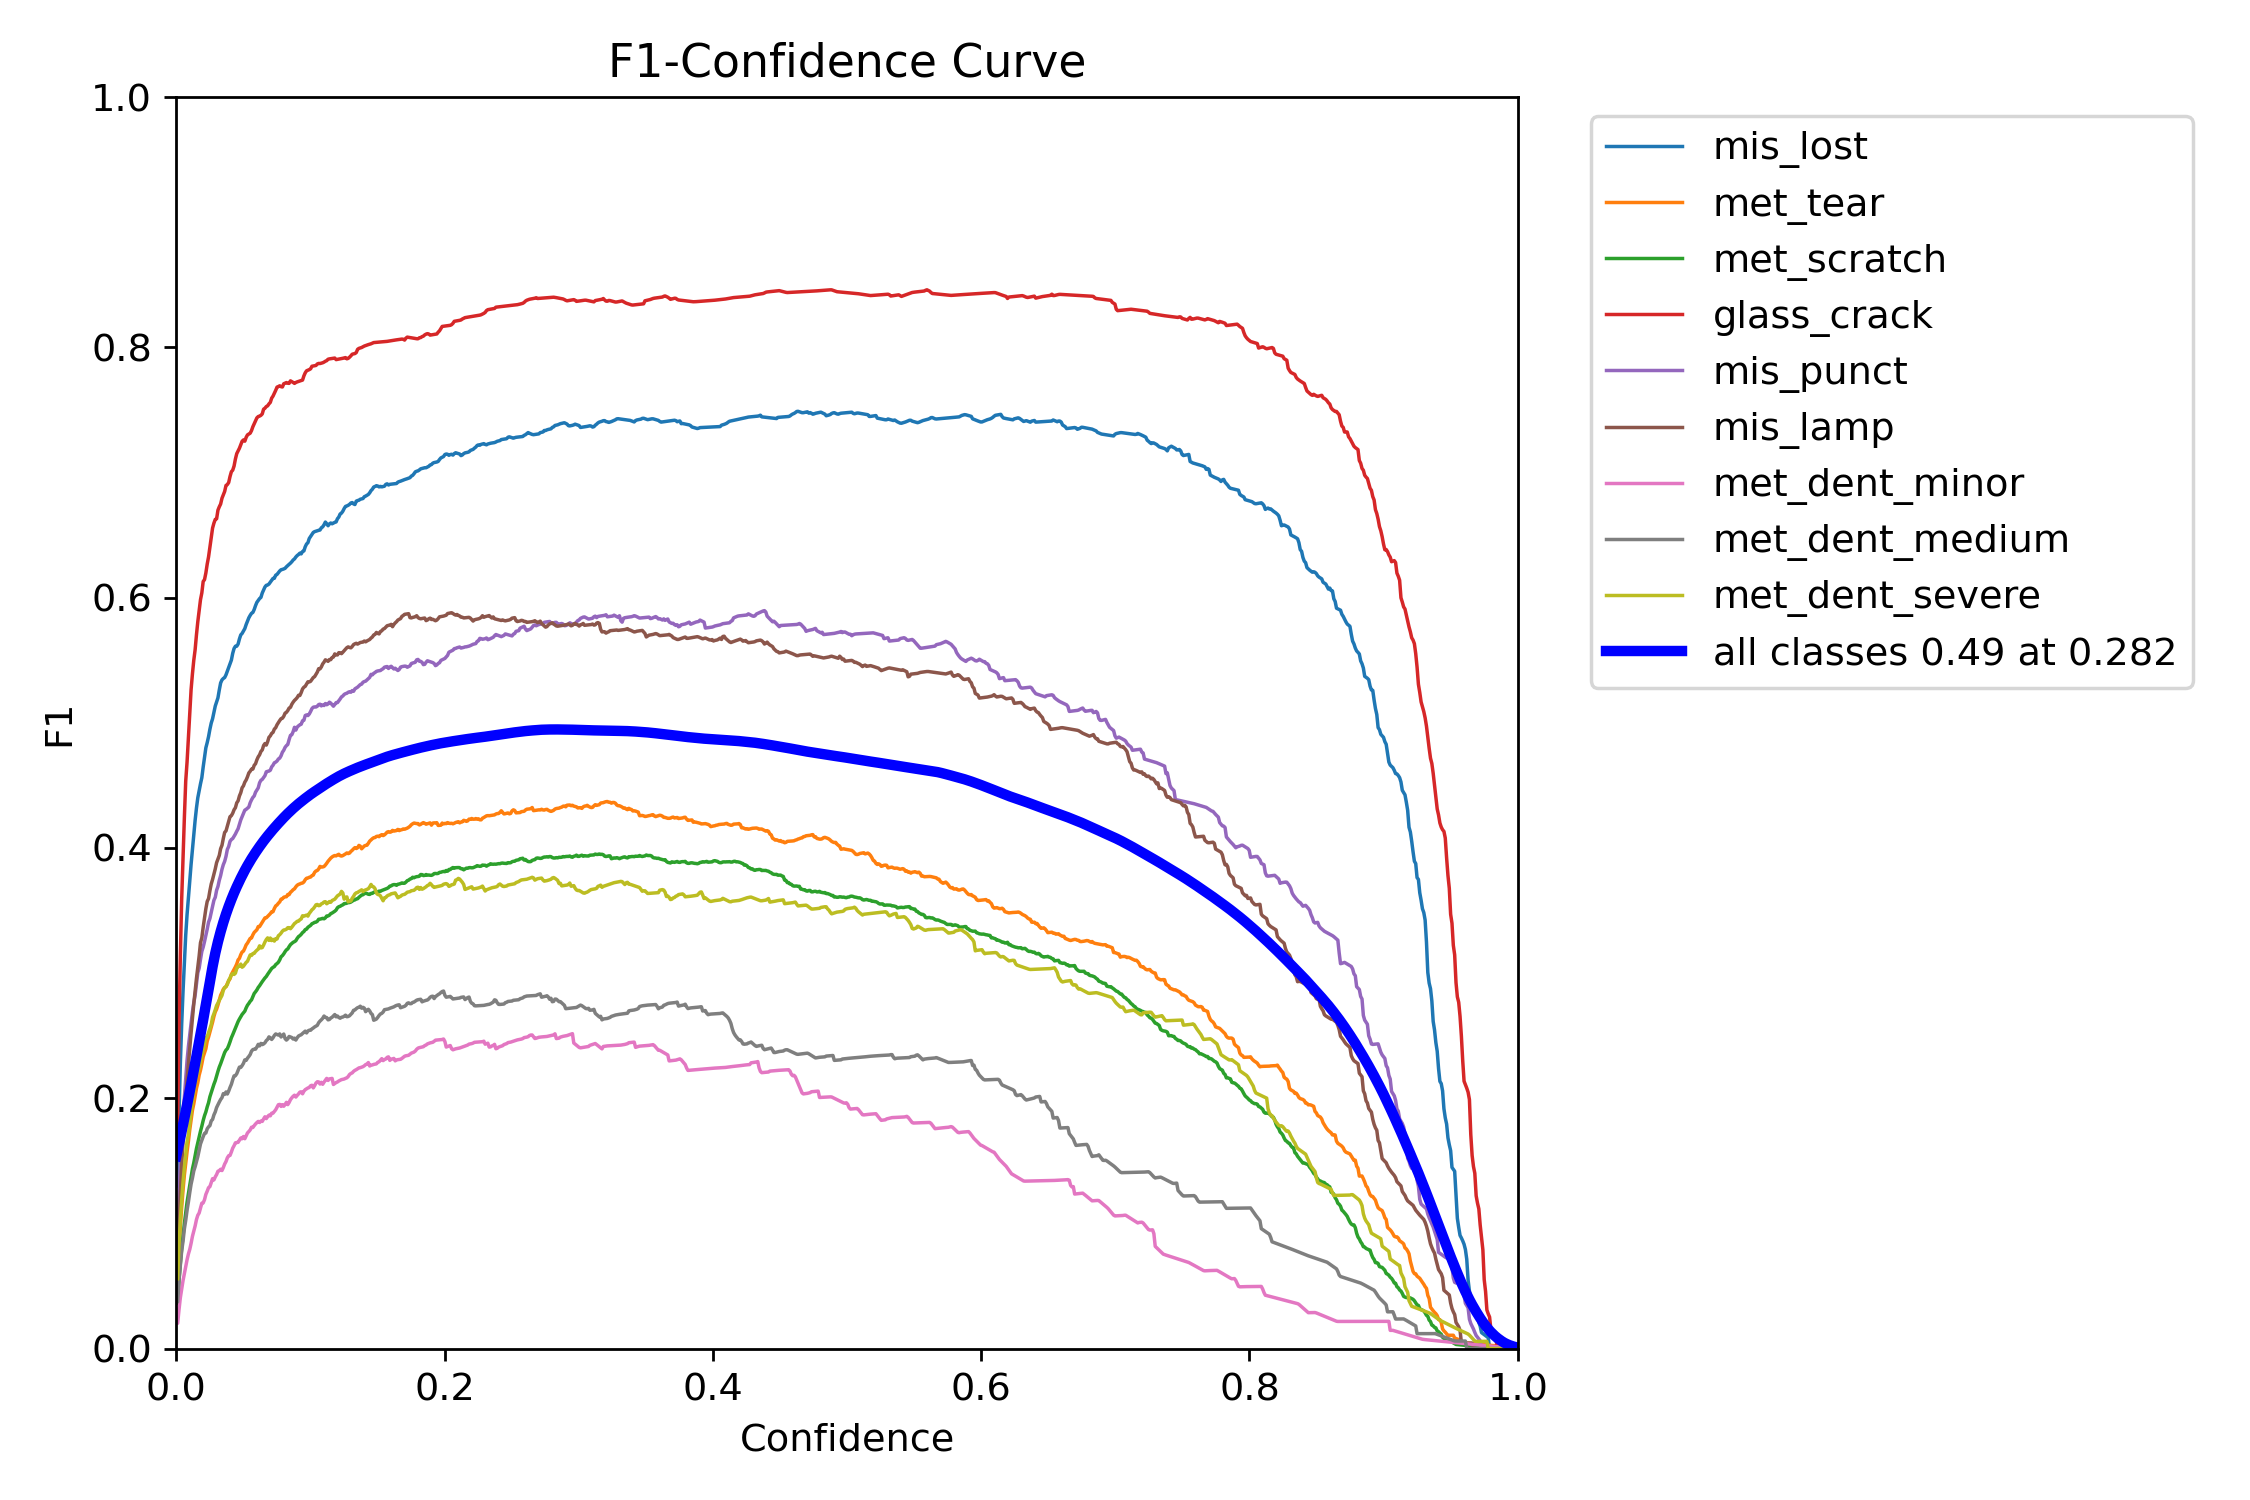 F1-Confidence Curve
1.0
0.8
0.6
0.4
0.2
0.0
F1
0.0 0.2 0.4 0.6 0.8 1.0
Confidence
mis_lost
met_tear
met_scratch
glass_crack
mis_punct
mis_lamp
met_dent_minor
met_dent_medium
met_dent_severe
all classes 0.49 at 0.282